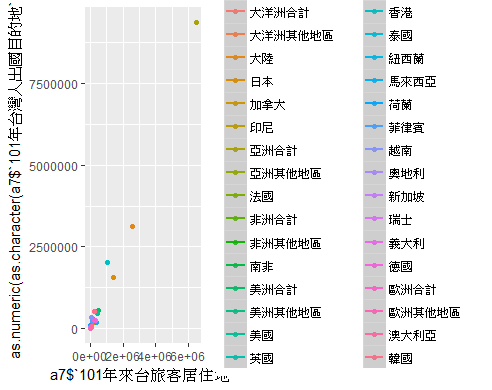 as.numeric(as.character(a7$`101年台灣人出國目的地`
7500000
5000000
2500000
0
0e+00
2e+06
4e+06
6e+06
a7$`101年來台旅客居住地
大洋洲合計
大洋洲其他地區
大陸
日本
加拿大
印尼
亞洲合計
亞洲其他地區
法國
非洲合計
非洲其他地區
南非
美洲合計
美洲其他地區
美國
英國
香港
泰國
紐西蘭
馬來西亞
荷蘭
菲律賓
越南
奧地利
新加坡
瑞士
義大利
德國
歐洲合計
歐洲其他地區
澳大利亞
韓國